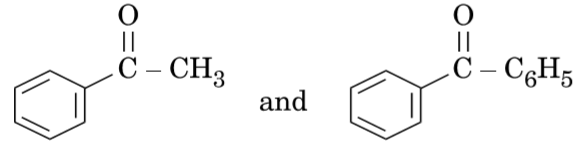 O O
C – CH3 and C – C6H5